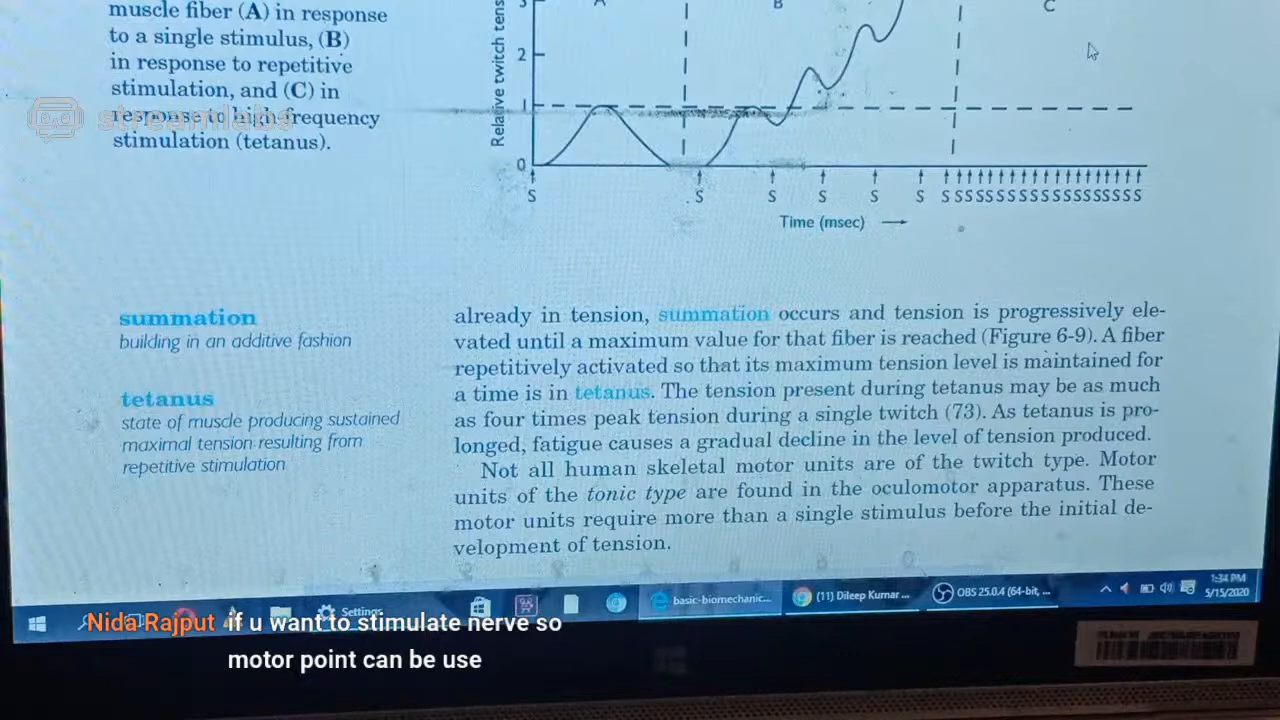 muscle fiber (A) in response
to a single stimulus, (B)
in response to repetitive
stimulation, and (C) in
response to high-frequency
stimulation (tetanus).
streamlabs
Relative twitch tens
3
2
1
0
A
B
C
S S S S S S S S S S S S S S S S S S S S S S S S S
Time (msec)
summation
building in an additive fashion
tetanus
state of muscle producing sustained
maximal tension resulting from
repetitive stimulation
already in tension, summation occurs and tension is progressively ele-
vated until a maximum value for that fiber is reached (Figure 6-9). A fiber
repetitively activated so that its maximum tension level is maintained for
a time is in tetanus. The tension present during tetanus may be as much
as four times peak tension during a single twitch (73). As tetanus is pro-
longed, fatigue causes a gradual decline in the level of tension produced.
Not all human skeletal motor units are of the twitch type. Motor
units of the tonic type are found in the oculomotor apparatus. These
motor units require more than a single stimulus before the initial de-
velopment of tension.
Settings
basic-biomechanic...
(11) Dileep Kumar ...
OBS 25.0.4 (64-bit, ...
1:34 PM
5/15/2020
Nida Rajput if u want to stimulate nerve so
motor point can be use